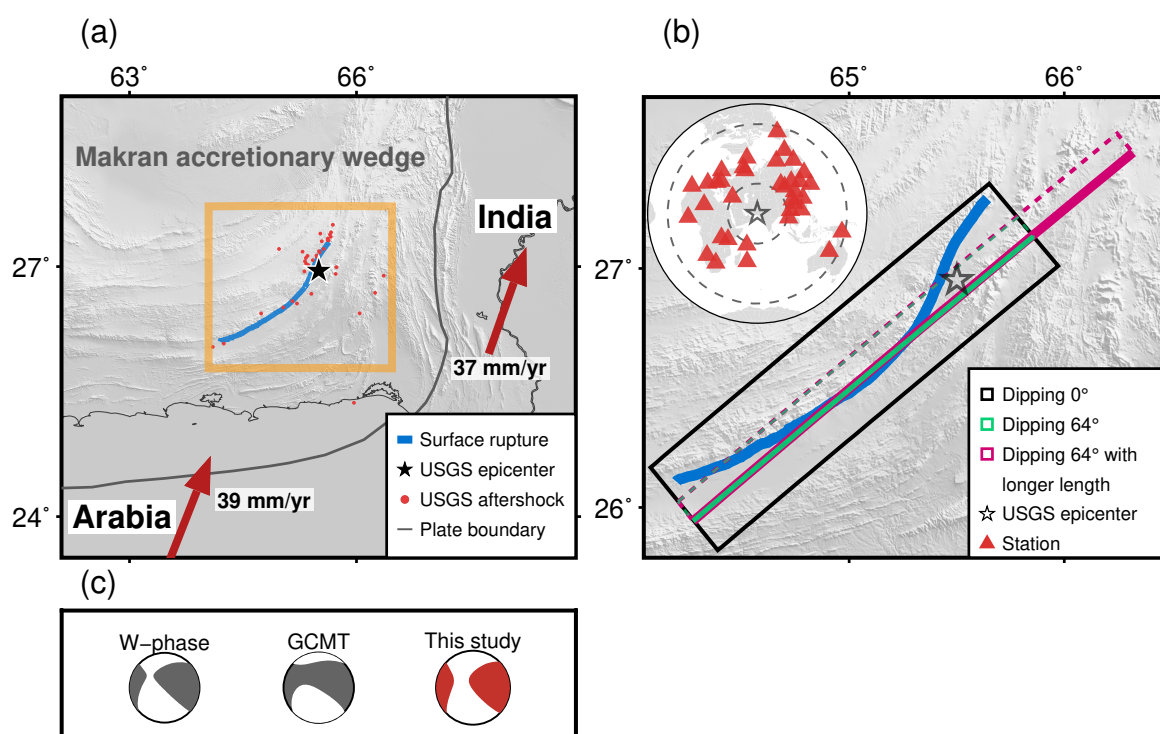 (a)
63°
66°
27°
24°
Makran accretionary wedge
India
37 mm/yr
39 mm/yr
Arabia
Surface rupture
USGS epicenter
USGS aftershock
Plate boundary
(b)
65°
66°
27°
26°
Dipping 0°
Dipping 64°
Dipping 64° with
longer length
USGS epicenter
Station
(c)
W−phase
GCMT
This study